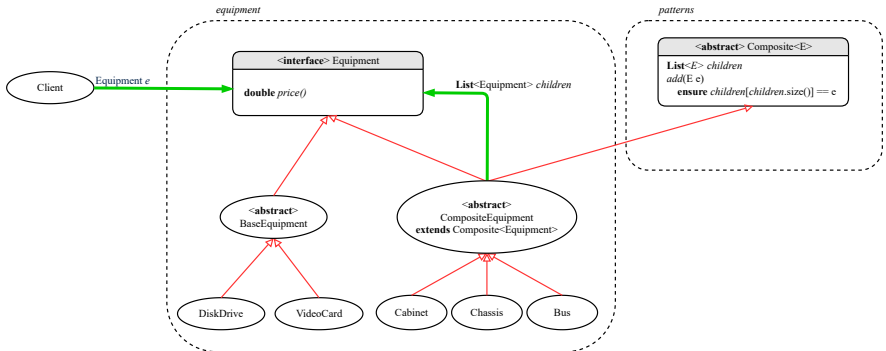 equipment
patterns
<interface> Equipment
double price()
<abstract> Composite<E>
List<E> children
add(E e)
ensure children[children.size()] == e
Client
Equipment e
List<Equipment> children
<abstract>
BaseEquipment
<abstract>
CompositeEquipment
extends Composite<Equipment>
DiskDrive
VideoCard
Cabinet
Chassis
Bus